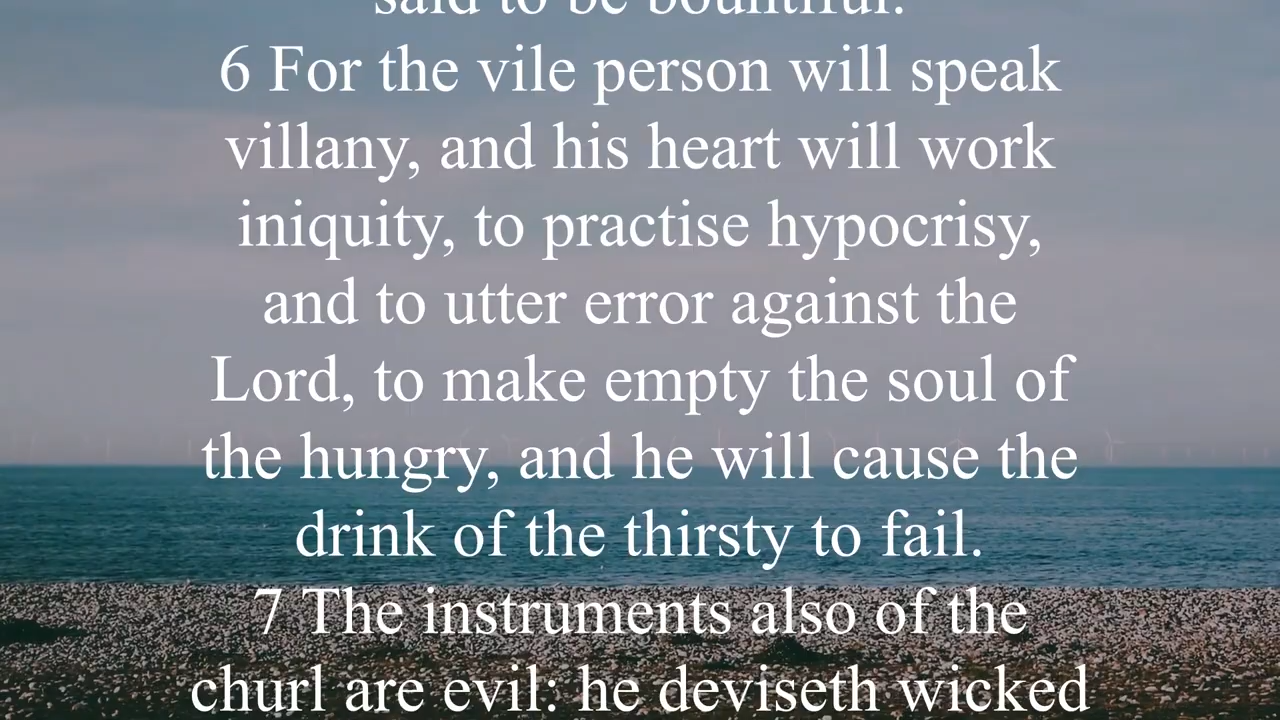 said to be bountiful.
6 For the vile person will speak
villany, and his heart will work
iniquity, to practise hypocrisy,
and to utter error against the
Lord, to make empty the soul of
the hungry, and he will cause the
drink of the thirsty to fail.
7 The instruments also of the
churl are evil: he deviseth wicked